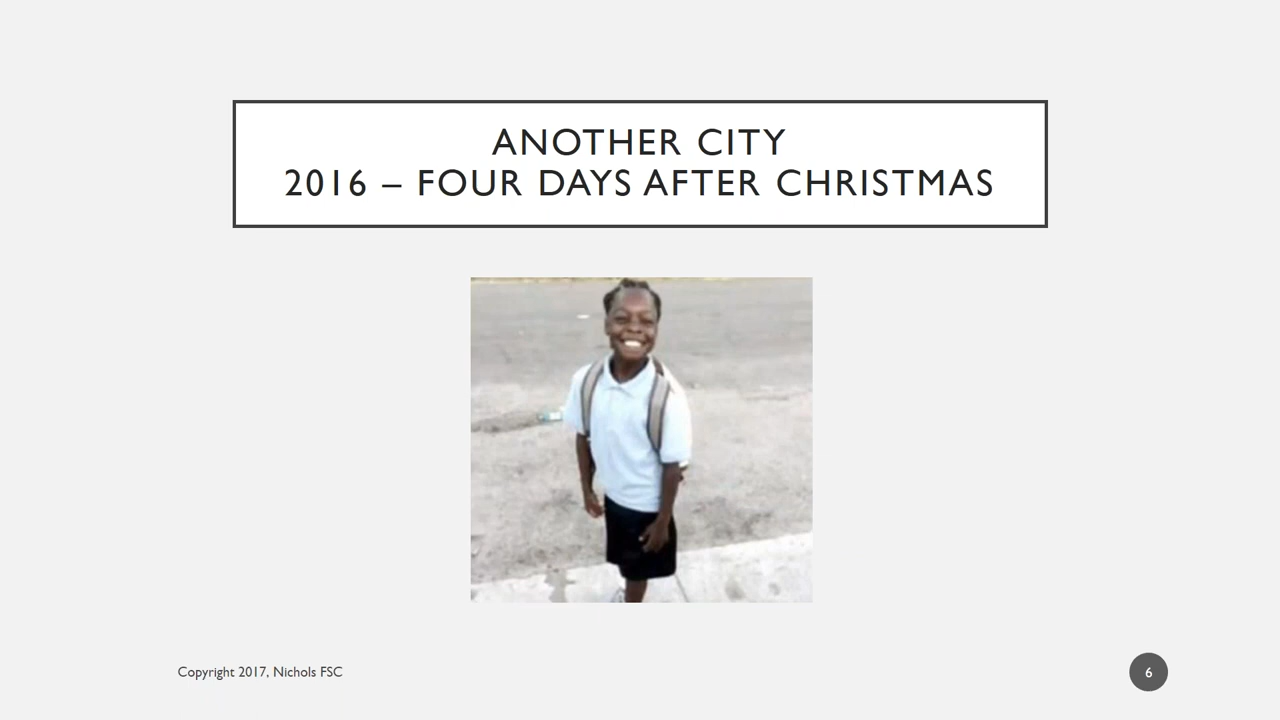 ANOTHER CITY
2016 – FOUR DAYS AFTER CHRISTMAS
Copyright 2017, Nichols FSC
6